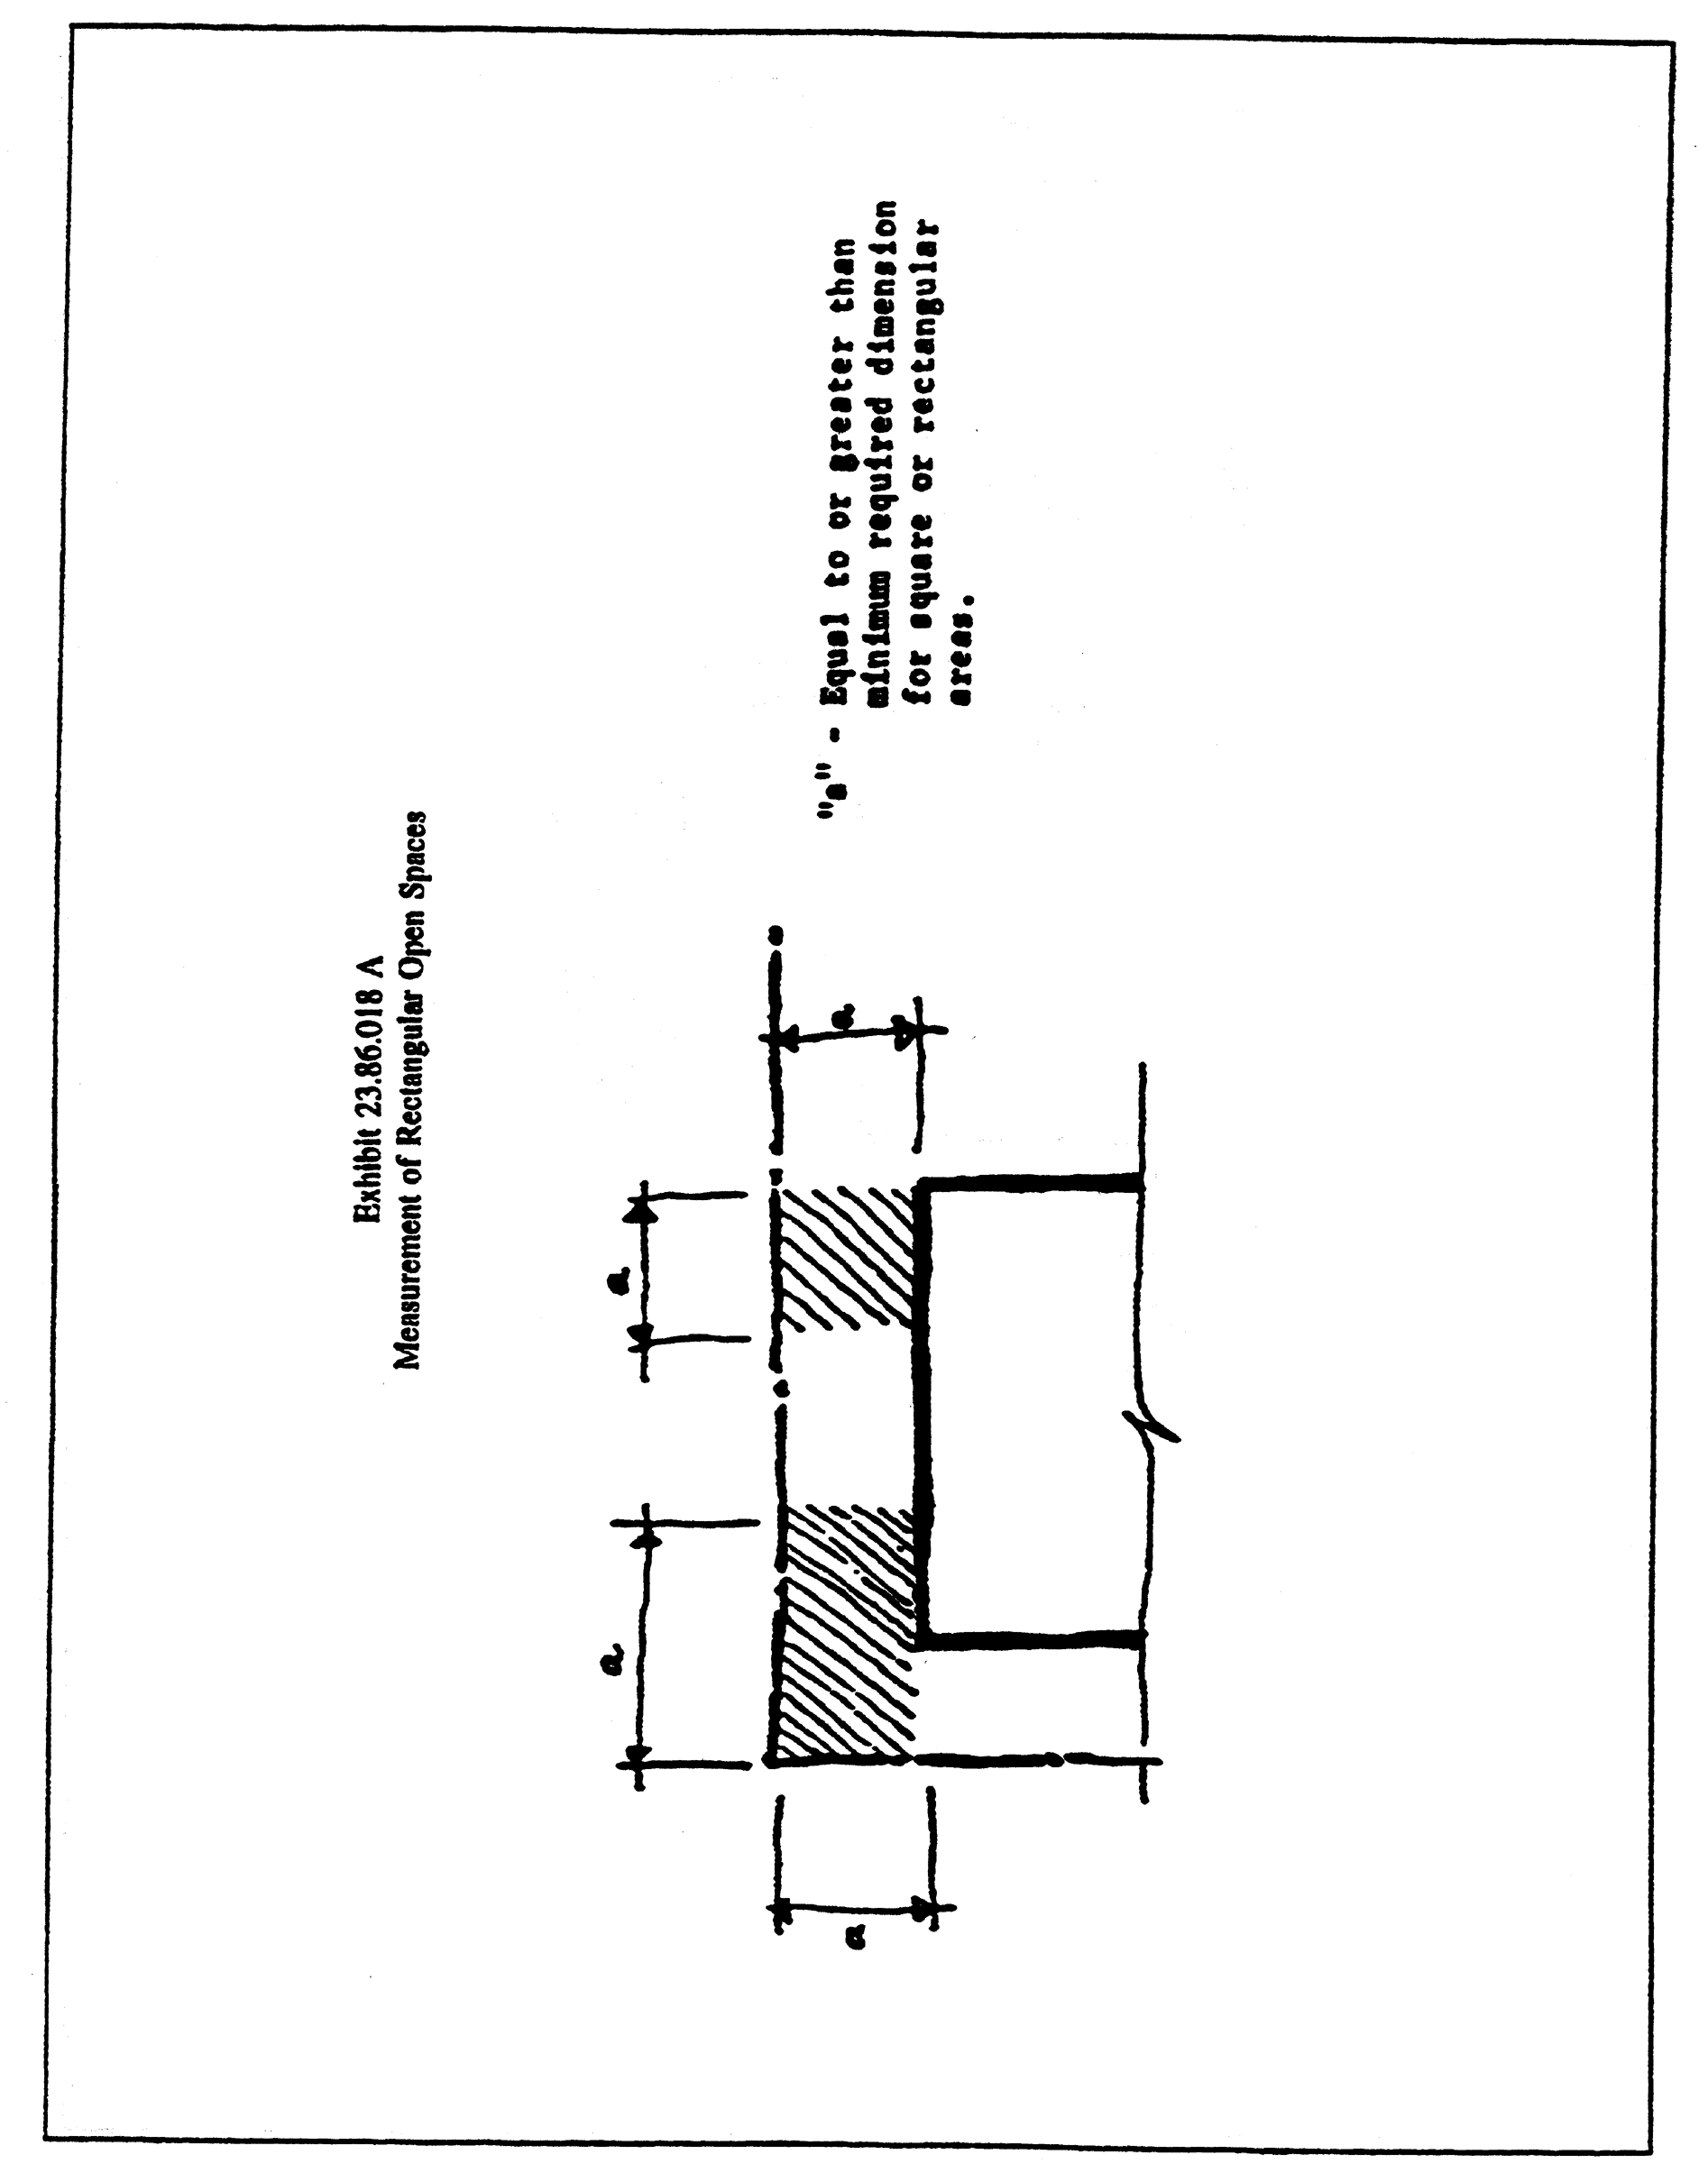 Exhibit 23.86.018 A
Measurement of Rectangular Open Spaces
a
a
a
a
"a" - Equal to or greater than
minimum required dimension
for square or rectangular
areas.